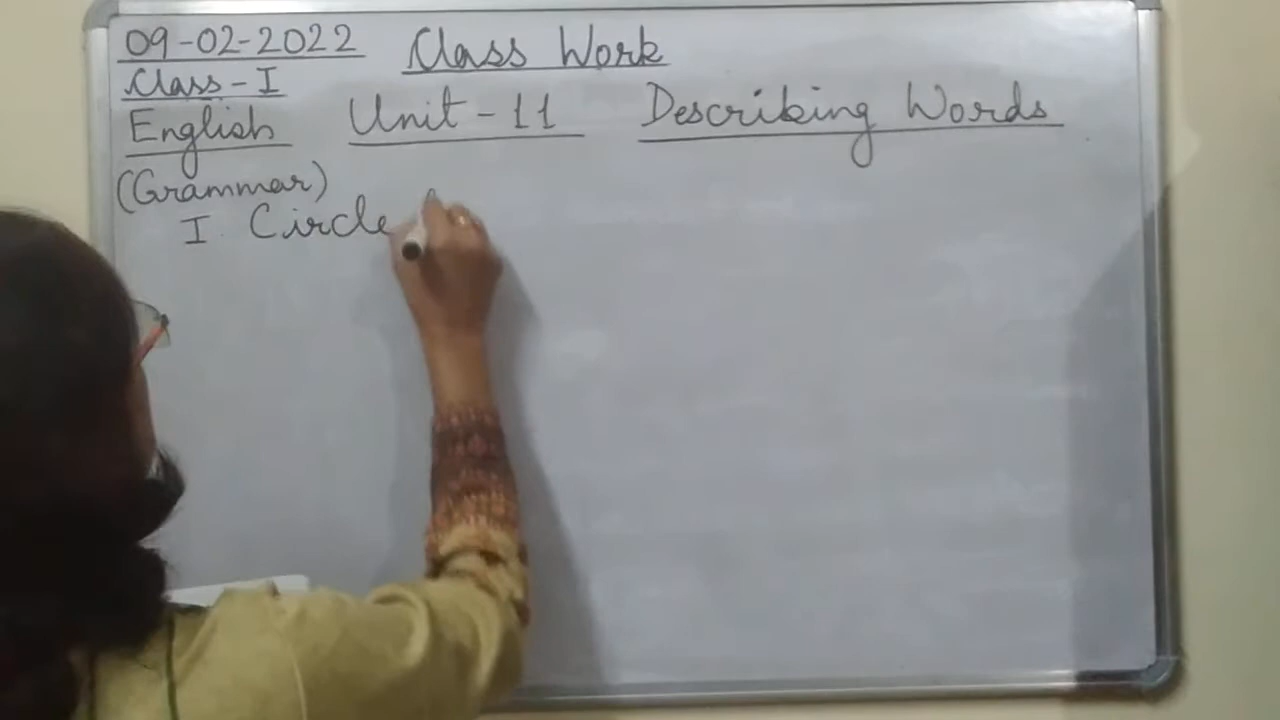 09-02-2022 Class Work
Class-I
English Unit-11 Describing Words
(Grammar)
I. Circle